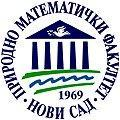 ПРИРОДНО МАТЕМАТИЧКИ ФАКУЛТЕТ
1969
• НОВИ САД •